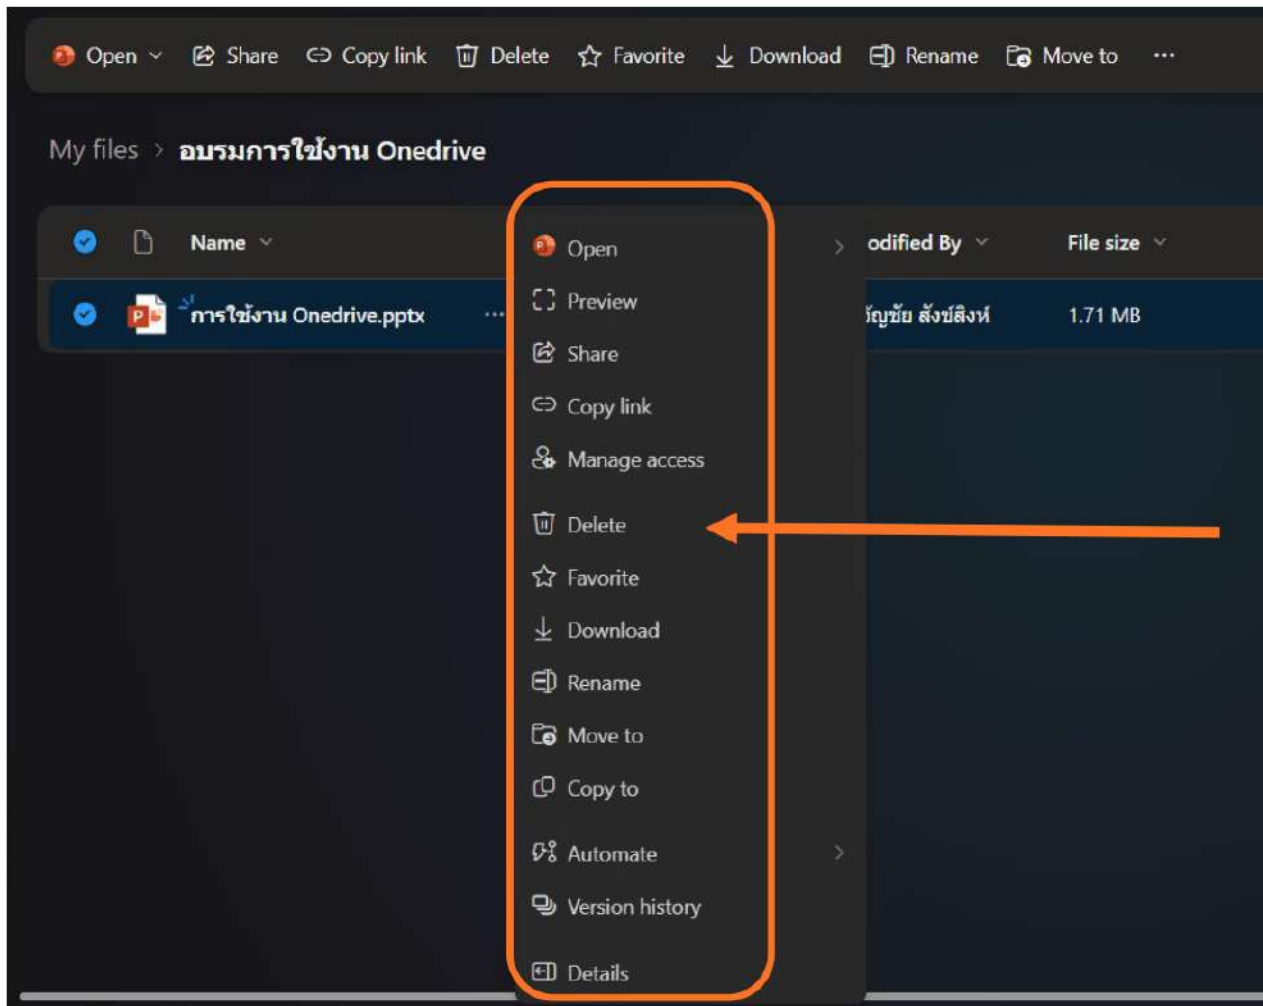 Open Share Copy link Delete Favorite Download Rename Move to ...
My files > อบรมการใช้งาน Onedrive
Name odified By File size
การใช้งาน Onedrive.pptx ... ัญชัย สังข์สิงห์ 1.71 MB
Open
Preview
Share
Copy link
Manage access
Delete
Favorite
Download
Rename
Move to
Copy to
Automate
Version history
Details